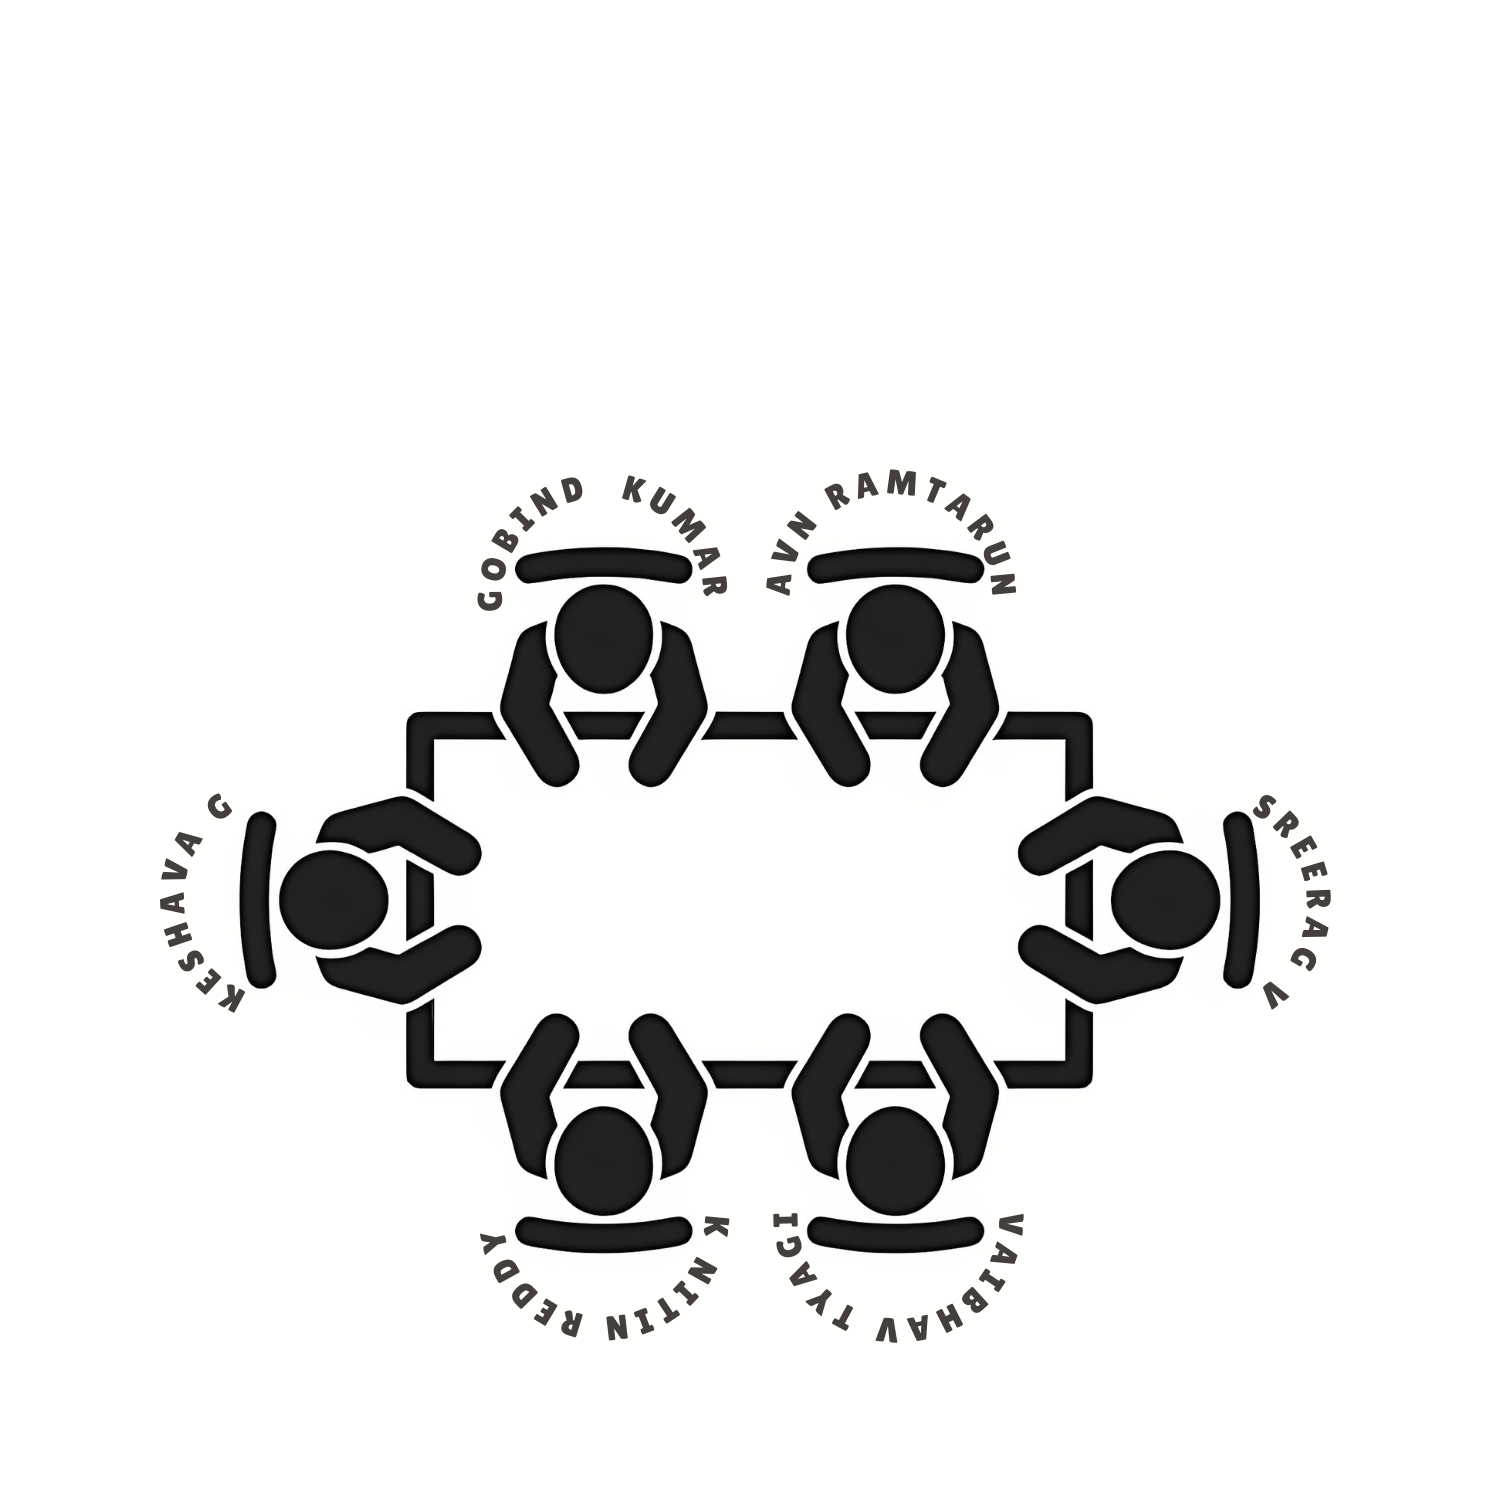 GOBIND KUMAR
AVN RAMTARUN
KESHAVA G
SREERAG V
K NITIN REDDY
VAIBHAV TYAGI